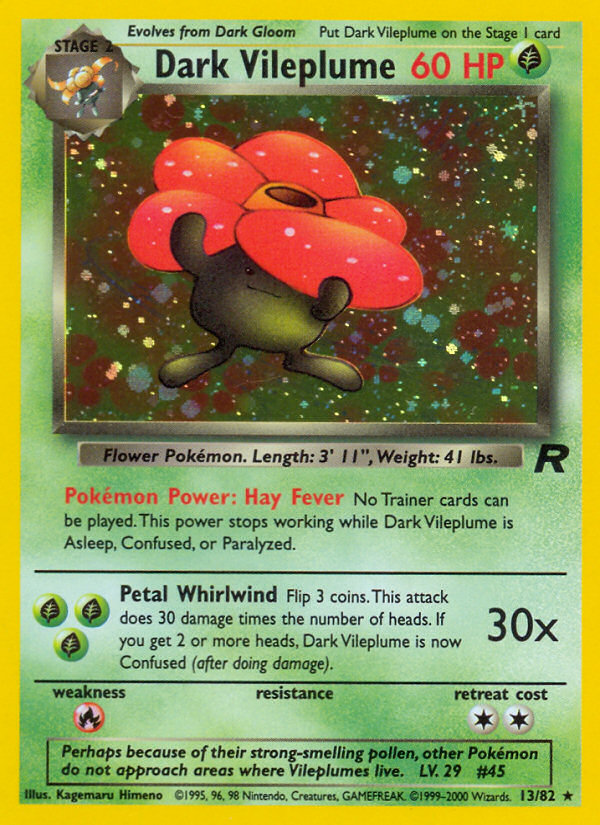 Evolves from Dark Gloom Put Dark Vileplume on the Stage 1 card
STAGE 2
Dark Vileplume 60 HP
Flower Pokémon. Length: 3' 11", Weight: 41 lbs.
R
Pokémon Power: Hay Fever No Trainer cards can
be played. This power stops working while Dark Vileplume is
Asleep, Confused, or Paralyzed.
Petal Whirlwind Flip 3 coins. This attack
does 30 damage times the number of heads. If
you get 2 or more heads, Dark Vileplume is now
Confused (after doing damage).
30x
weakness resistance retreat cost
Perhaps because of their strong-smelling pollen, other Pokémon
do not approach areas where Vileplumes live. LV. 29 #45
Illus. Kagemaru Himeno ©1995, 96, 98 Nintendo, Creatures, GAMEFREAK. ©1999-2000 Wizards. 13/82 ★